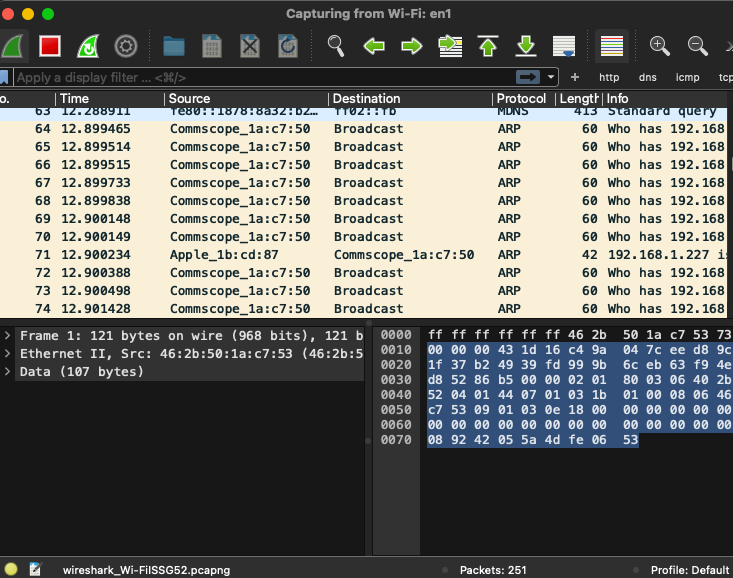 Capturing from Wi-Fi: en1
Apply a display filter ... <⌘/> + http dns icmp tcp
o. Time Source Destination Protocol Length Info
63 12.288911 fe80::1878:8a32:b2… ff02::fb MDNS 413 Standard query
64 12.899465 Commscope_1a:c7:50 Broadcast ARP 60 Who has 192.168
65 12.899514 Commscope_1a:c7:50 Broadcast ARP 60 Who has 192.168
66 12.899515 Commscope_1a:c7:50 Broadcast ARP 60 Who has 192.168
67 12.899733 Commscope_1a:c7:50 Broadcast ARP 60 Who has 192.168
68 12.899838 Commscope_1a:c7:50 Broadcast ARP 60 Who has 192.168
69 12.900148 Commscope_1a:c7:50 Broadcast ARP 60 Who has 192.168
70 12.900149 Commscope_1a:c7:50 Broadcast ARP 60 Who has 192.168
71 12.900234 Apple_1b:cd:87 Commscope_1a:c7:50 ARP 42 192.168.1.227 is
72 12.900388 Commscope_1a:c7:50 Broadcast ARP 60 Who has 192.168
73 12.900498 Commscope_1a:c7:50 Broadcast ARP 60 Who has 192.168
74 12.901428 Commscope_1a:c7:50 Broadcast ARP 60 Who has 192.168
Frame 1: 121 bytes on wire (968 bits), 121 b
Ethernet II, Src: 46:2b:50:1a:c7:53 (46:2b:5
Data (107 bytes)
0000 ff ff ff ff ff ff 46 2b 50 1a c7 53 73
0010 00 00 00 43 1d 16 c4 9a 04 7c ee d8 9c
0020 1f 37 b2 49 39 fd 99 9b 6c eb 63 f9 4e
0030 d8 52 86 b5 00 00 02 01 80 03 06 40 2b
0040 52 04 01 44 07 01 03 1b 01 00 08 06 46
0050 c7 53 09 01 03 0e 18 00 00 00 00 00 00
0060 00 00 00 00 00 00 00 00 00 00 00 00 00
0070 08 92 42 05 5a 4d fe 06 53
wireshark_Wi-FiISSG52.pcapng Packets: 251 Profile: Default